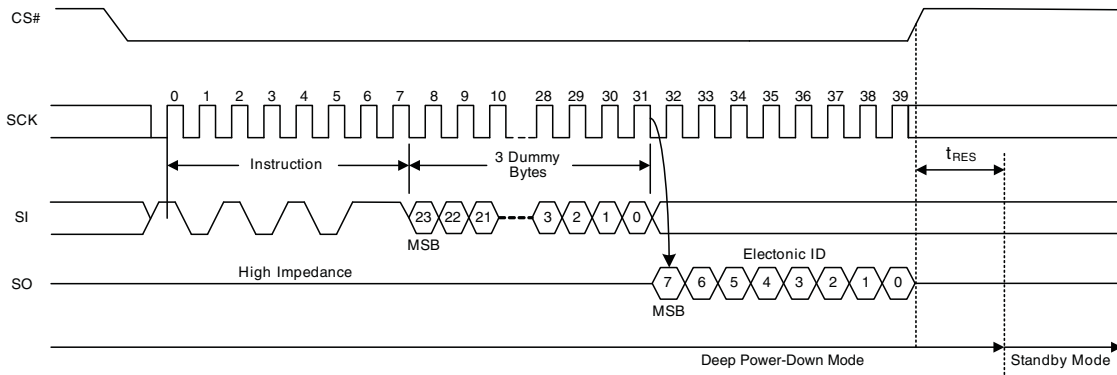 CS#
0 1 2 3 4 5 6 7 8 9 10 28 29 30 31 32 33 34 35 36 37 38 39
SCK
Instruction
3 Dummy
Bytes
tRES
SI
23 22 21 3 2 1 0
MSB
Electonic ID
High Impedance
SO
7 6 5 4 3 2 1 0
MSB
Deep Power-Down Mode
Standby Mode